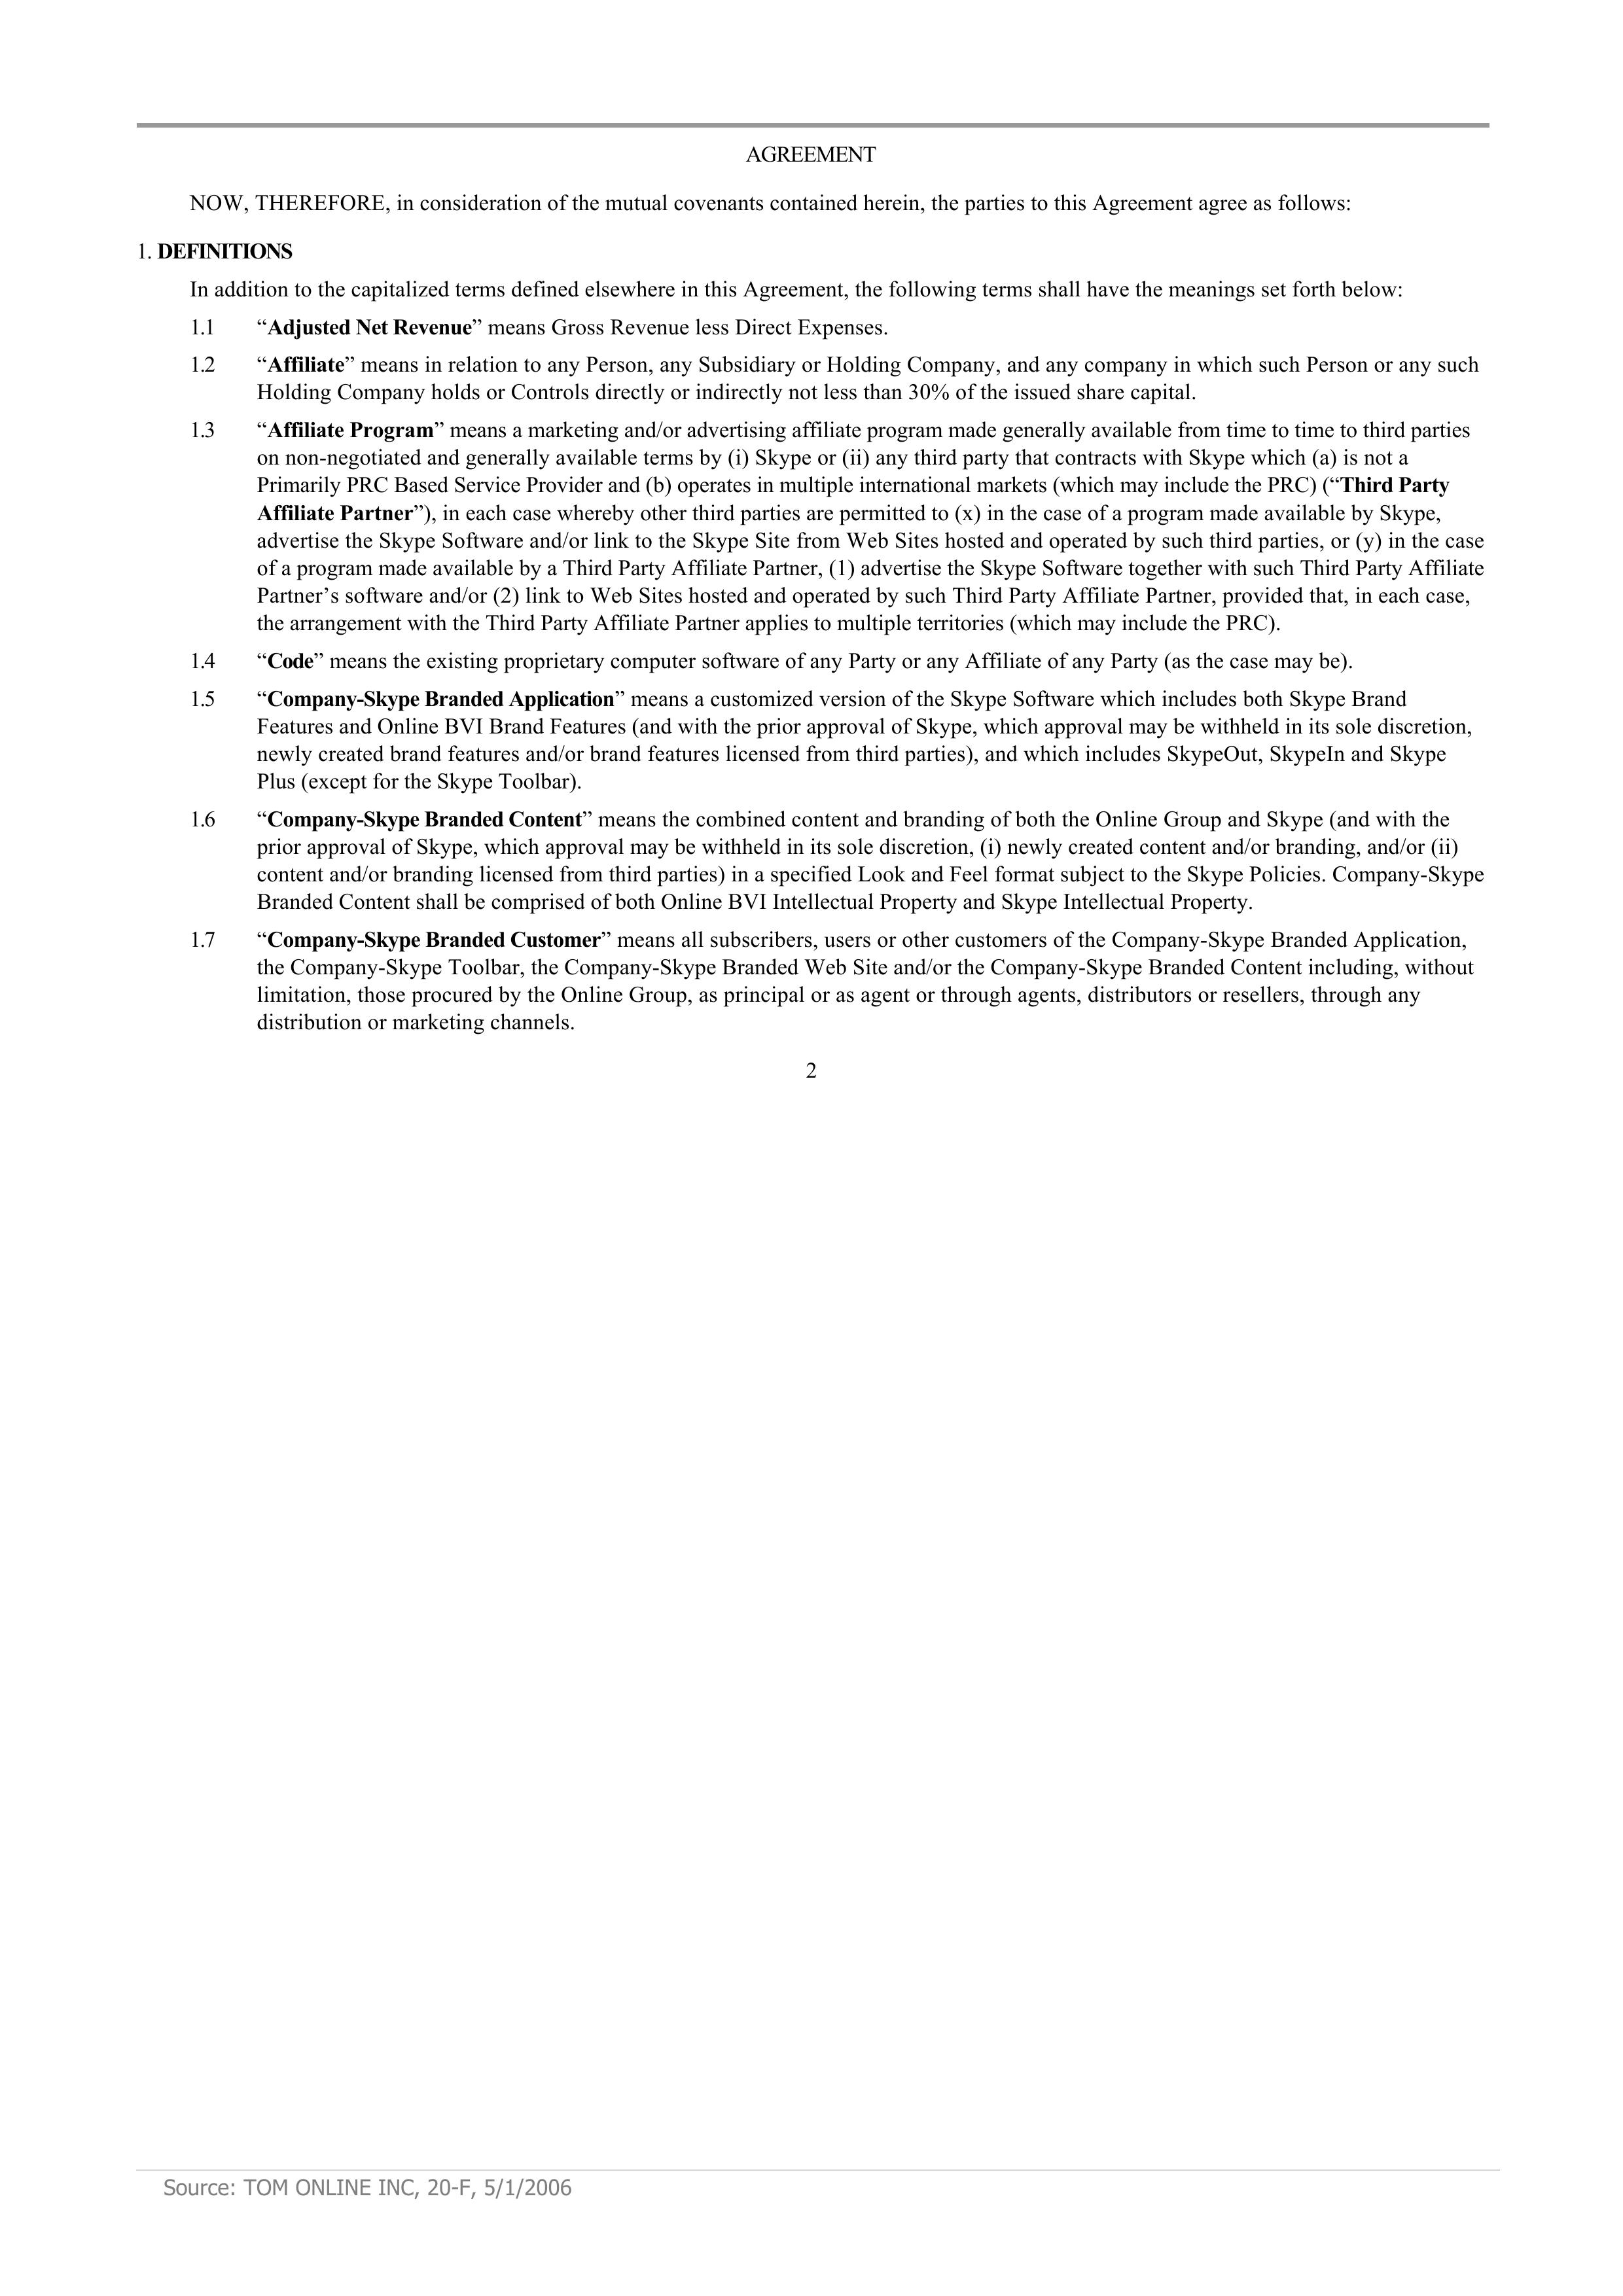 AGREEMENT
NOW, THEREFORE, in consideration of the mutual covenants contained herein, the parties to this Agreement agree as follows:
1. DEFINITIONS
In addition to the capitalized terms defined elsewhere in this Agreement, the following terms shall have the meanings set forth below:
1.1 “Adjusted Net Revenue” means Gross Revenue less Direct Expenses.
1.2 “Affiliate” means in relation to any Person, any Subsidiary or Holding Company, and any company in which such Person or any such
Holding Company holds or Controls directly or indirectly not less than 30% of the issued share capital.
1.3 “Affiliate Program” means a marketing and/or advertising affiliate program made generally available from time to time to third parties
on non-negotiated and generally available terms by (i) Skype or (ii) any third party that contracts with Skype which (a) is not a
Primarily PRC Based Service Provider and (b) operates in multiple international markets (which may include the PRC) (“Third Party
Affiliate Partner”), in each case whereby other third parties are permitted to (x) in the case of a program made available by Skype,
advertise the Skype Software and/or link to the Skype Site from Web Sites hosted and operated by such third parties, or (y) in the case
of a program made available by a Third Party Affiliate Partner, (1) advertise the Skype Software together with such Third Party Affiliate
Partner’s software and/or (2) link to Web Sites hosted and operated by such Third Party Affiliate Partner, provided that, in each case,
the arrangement with the Third Party Affiliate Partner applies to multiple territories (which may include the PRC).
1.4 “Code” means the existing proprietary computer software of any Party or any Affiliate of any Party (as the case may be).
1.5 “Company-Skype Branded Application” means a customized version of the Skype Software which includes both Skype Brand
Features and Online BVI Brand Features (and with the prior approval of Skype, which approval may be withheld in its sole discretion,
newly created brand features and/or brand features licensed from third parties), and which includes SkypeOut, SkypeIn and Skype
Plus (except for the Skype Toolbar).
1.6 “Company-Skype Branded Content” means the combined content and branding of both the Online Group and Skype (and with the
prior approval of Skype, which approval may be withheld in its sole discretion, (i) newly created content and/or branding, and/or (ii)
content and/or branding licensed from third parties) in a specified Look and Feel format subject to the Skype Policies. Company-Skype
Branded Content shall be comprised of both Online BVI Intellectual Property and Skype Intellectual Property.
1.7 “Company-Skype Branded Customer” means all subscribers, users or other customers of the Company-Skype Branded Application,
the Company-Skype Toolbar, the Company-Skype Branded Web Site and/or the Company-Skype Branded Content including, without
limitation, those procured by the Online Group, as principal or as agent or through agents, distributors or resellers, through any
distribution or marketing channels.
2
Source: TOM ONLINE INC, 20-F, 5/1/2006